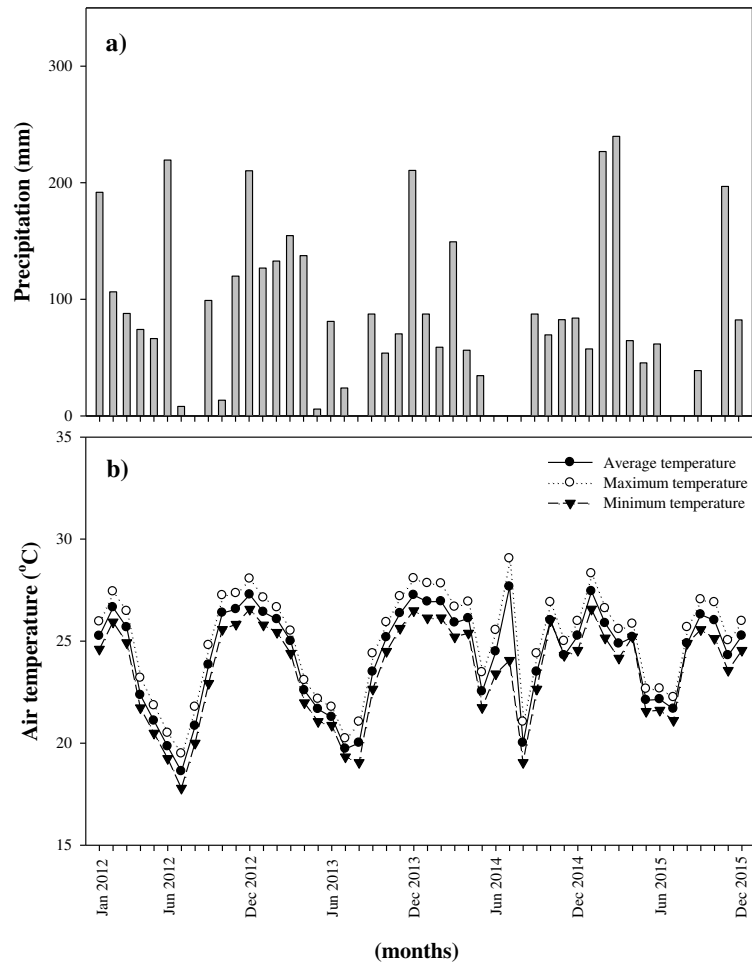 a)
300
200
100
0
Precipitation (mm)
b)
35
30
25
20
15
Air temperature (°C)
Average temperature
Maximum temperature
Minimum temperature
Jan 2012
Jun 2012
Dec 2012
Jun 2013
Dec 2013
Jun 2014
Dec 2014
Jun 2015
Dec 2015
(months)